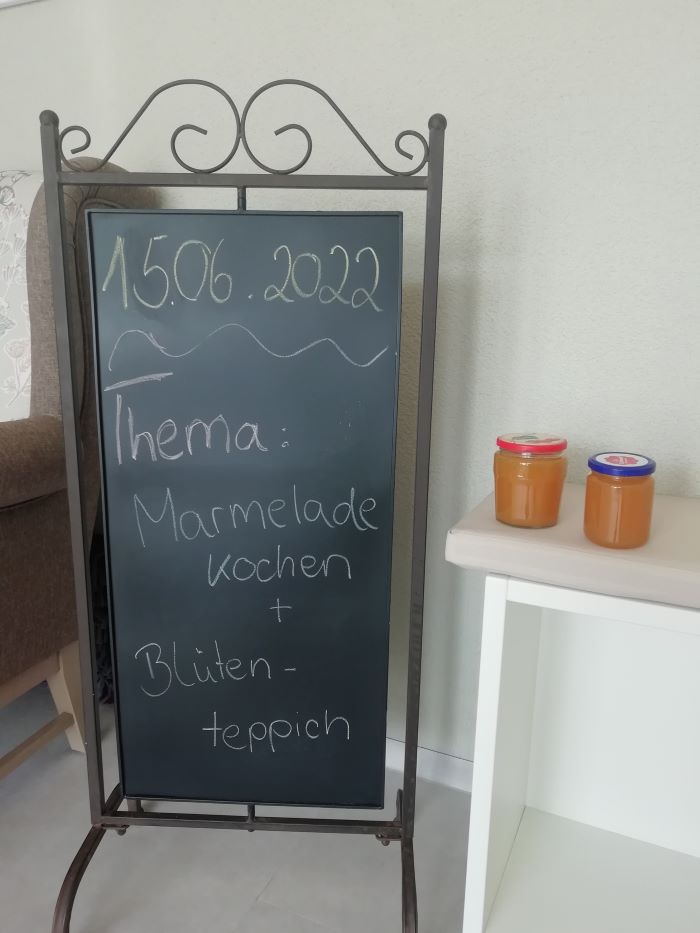 15.06.2022
Thema:
Marmelade
kochen
+
Blüten-
teppich